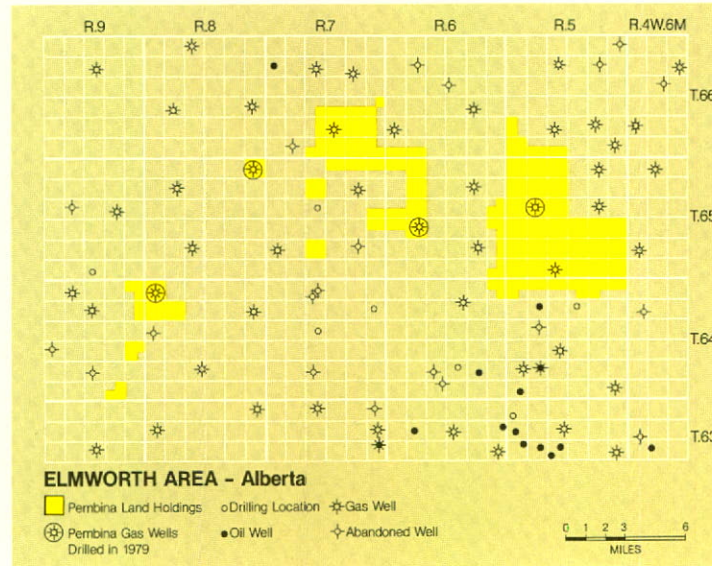 R.9 R.8 R.7 R.6 R.5 R.4W.6M
T.66
T.65
T.64
T.63
ELMWORTH AREA – Alberta
Pembina Land Holdings
Drilling Location
Gas Well
Pembina Gas Wells
Drilled in 1979
Oil Well
Abandoned Well
0 1 2 3 6
MILES